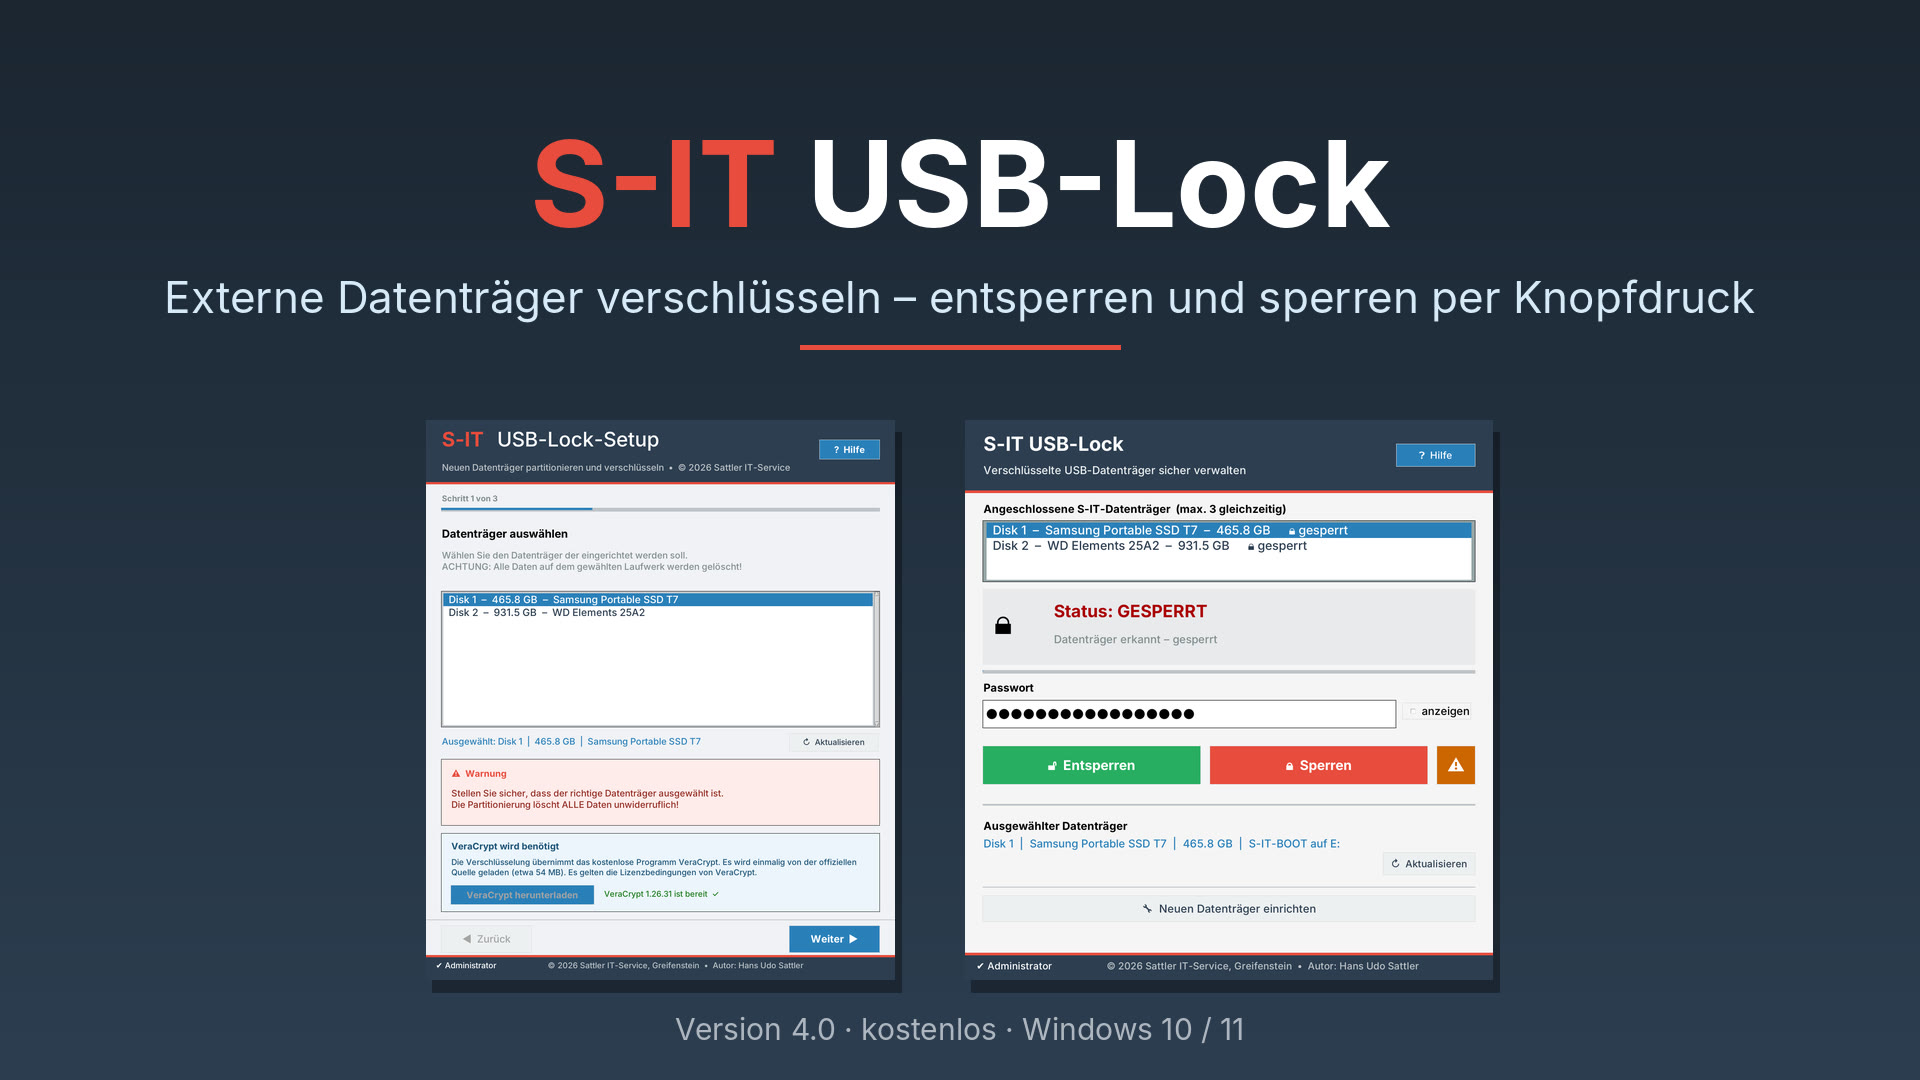 S-IT USB-Lock
Externe Datenträger verschlüsseln – entsperren und sperren per Knopfdruck
S-IT USB-Lock-Setup
Neuen Datenträger partitionieren und verschlüsseln • © 2026 Sattler IT-Service
? Hilfe
Schritt 1 von 3
Datenträger auswählen
Wählen Sie den Datenträger der eingerichtet werden soll.
ACHTUNG: Alle Daten auf dem gewählten Laufwerk werden gelöscht!
Disk 1 – 465.8 GB – Samsung Portable SSD T7
Disk 2 – 931.5 GB – WD Elements 25A2
Ausgewählt: Disk 1 | 465.8 GB | Samsung Portable SSD T7
↻ Aktualisieren
⚠ Warnung
Stellen Sie sicher, dass der richtige Datenträger ausgewählt ist.
Die Partitionierung löscht ALLE Daten unwiderruflich!
VeraCrypt wird benötigt
Die Verschlüsselung übernimmt das kostenlose Programm VeraCrypt. Es wird einmalig von der offiziellen
Quelle geladen (etwa 54 MB). Es gelten die Lizenzbedingungen von VeraCrypt.
VeraCrypt herunterladen
VeraCrypt 1.26.31 ist bereit ✓
◀ Zurück
Weiter ▶
✔ Administrator
© 2026 Sattler IT-Service, Greifenstein • Autor: Hans Udo Sattler
S-IT USB-Lock
Verschlüsselte USB-Datenträger sicher verwalten
? Hilfe
Angeschlossene S-IT-Datenträger (max. 3 gleichzeitig)
Disk 1 – Samsung Portable SSD T7 – 465.8 GB 🔒 gesperrt
Disk 2 – WD Elements 25A2 – 931.5 GB 🔒 gesperrt
Status: GESPERRT
Datenträger erkannt – gesperrt
Passwort
●●●●●●●●●●●●●●●●●
anzeigen
🔓 Entsperren
🔒 Sperren
⚠
Ausgewählter Datenträger
Disk 1 | Samsung Portable SSD T7 | 465.8 GB | S-IT-BOOT auf E:
↻ Aktualisieren
🔧 Neuen Datenträger einrichten
✔ Administrator
© 2026 Sattler IT-Service, Greifenstein • Autor: Hans Udo Sattler
Version 4.0 · kostenlos · Windows 10 / 11